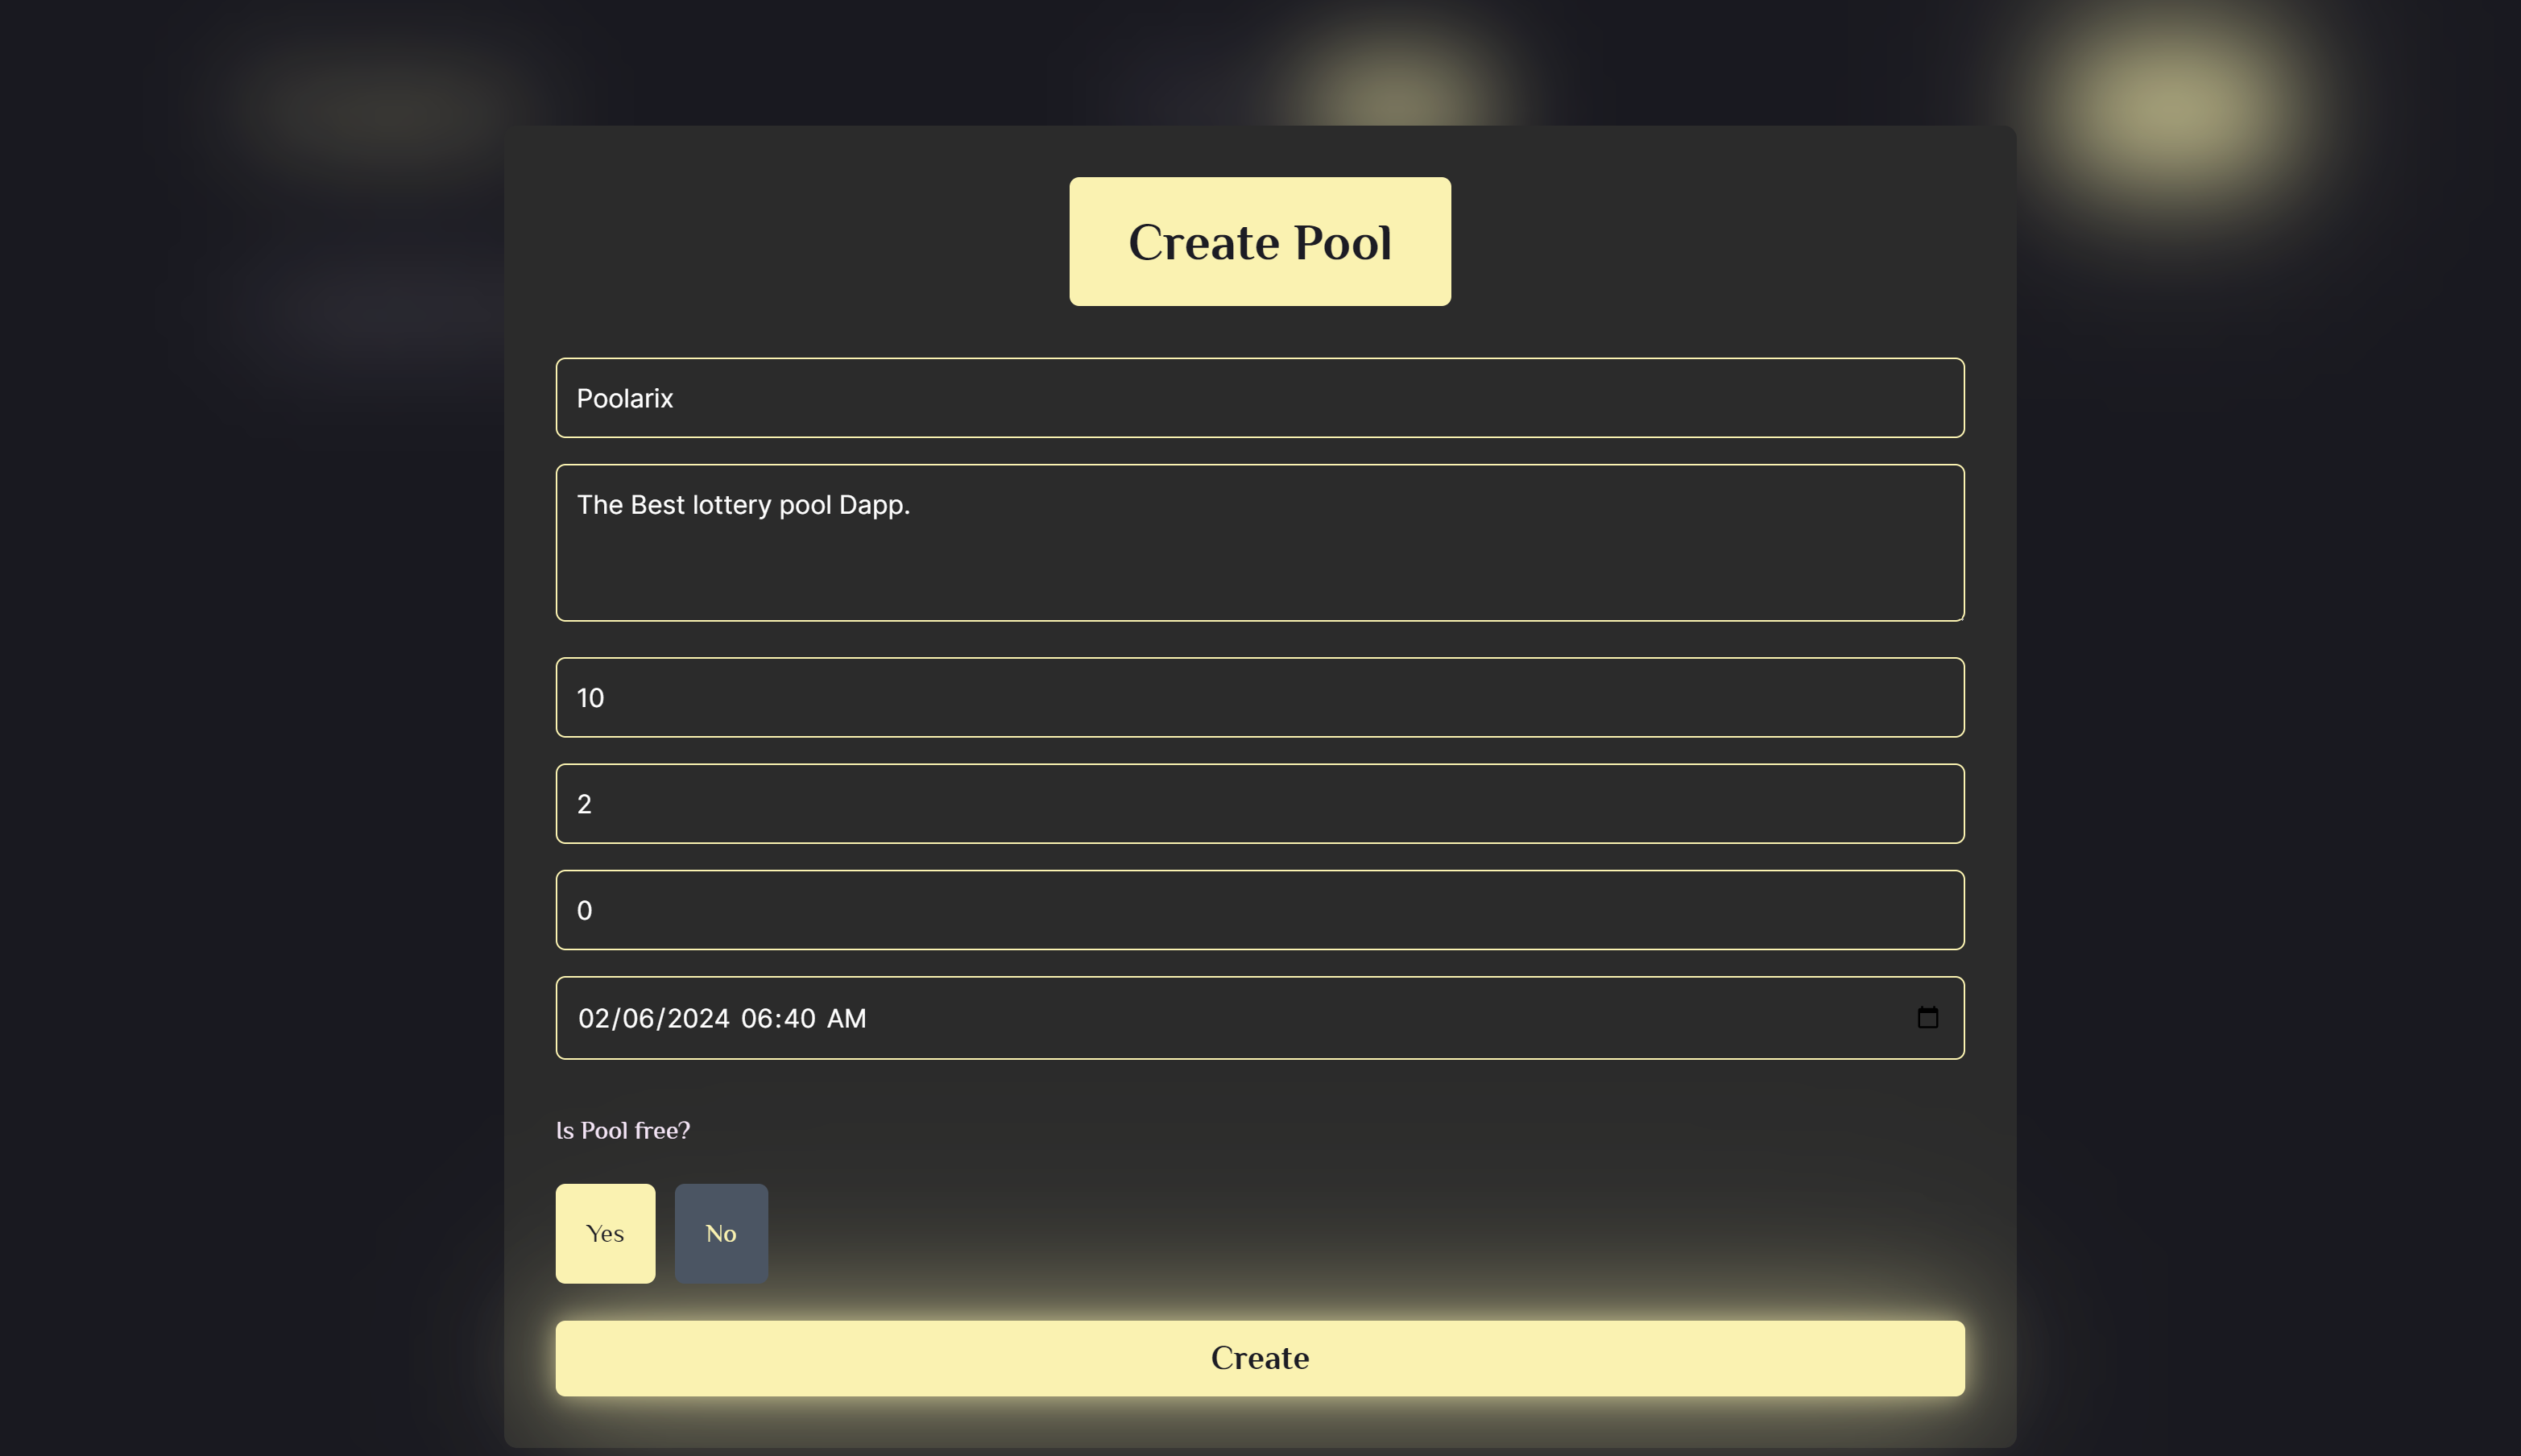 Create Pool
Poolarix
The Best lottery pool Dapp.
10
2
0
02/06/2024 06:40 AM
Is Pool free?
Yes No
Create